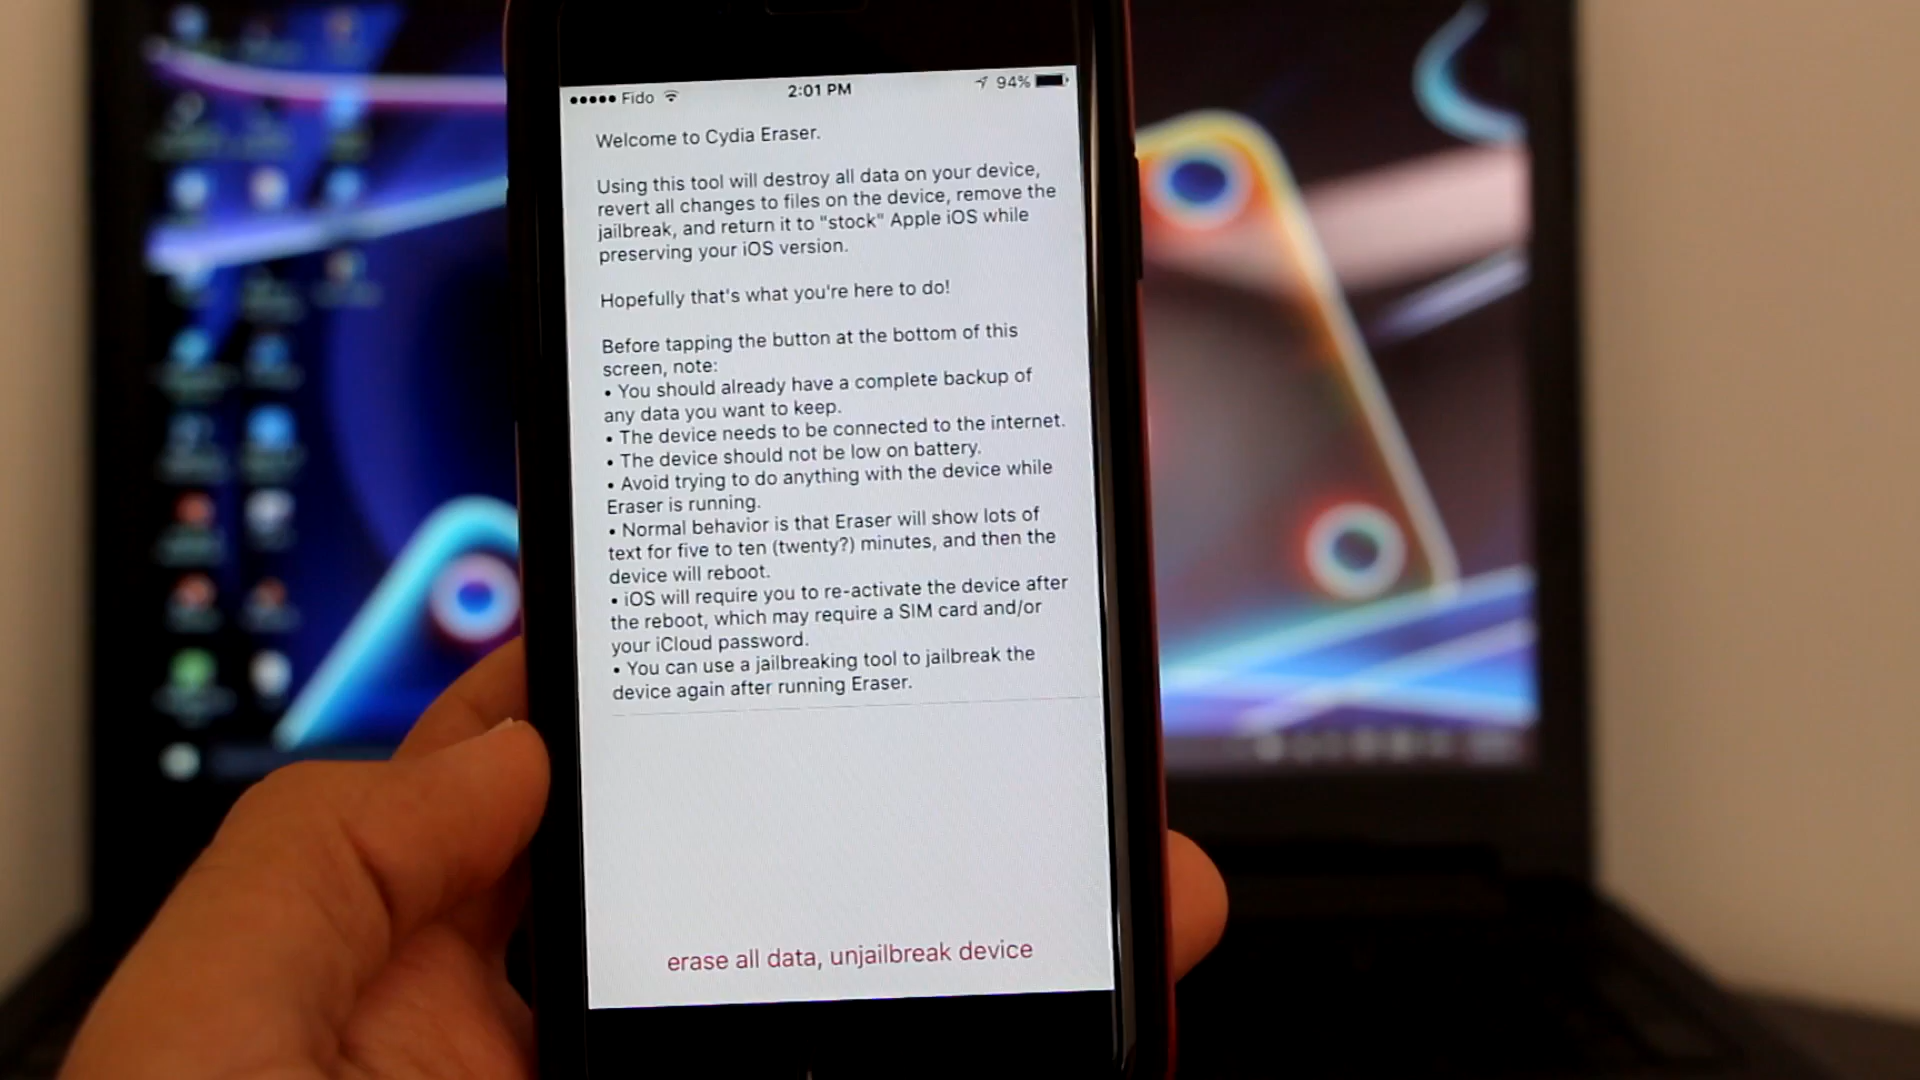 ●●●●● Fido 2:01 PM 94%
Welcome to Cydia Eraser.
Using this tool will destroy all data on your device,
revert all changes to files on the device, remove the
jailbreak, and return it to "stock" Apple iOS while
preserving your iOS version.
Hopefully that's what you're here to do!
Before tapping the button at the bottom of this
screen, note:
• You should already have a complete backup of
any data you want to keep.
• The device needs to be connected to the internet.
• The device should not be low on battery.
• Avoid trying to do anything with the device while
Eraser is running.
• Normal behavior is that Eraser will show lots of
text for five to ten (twenty?) minutes, and then the
device will reboot.
• iOS will require you to re-activate the device after
the reboot, which may require a SIM card and/or
your iCloud password.
• You can use a jailbreaking tool to jailbreak the
device again after running Eraser.
erase all data, unjailbreak device